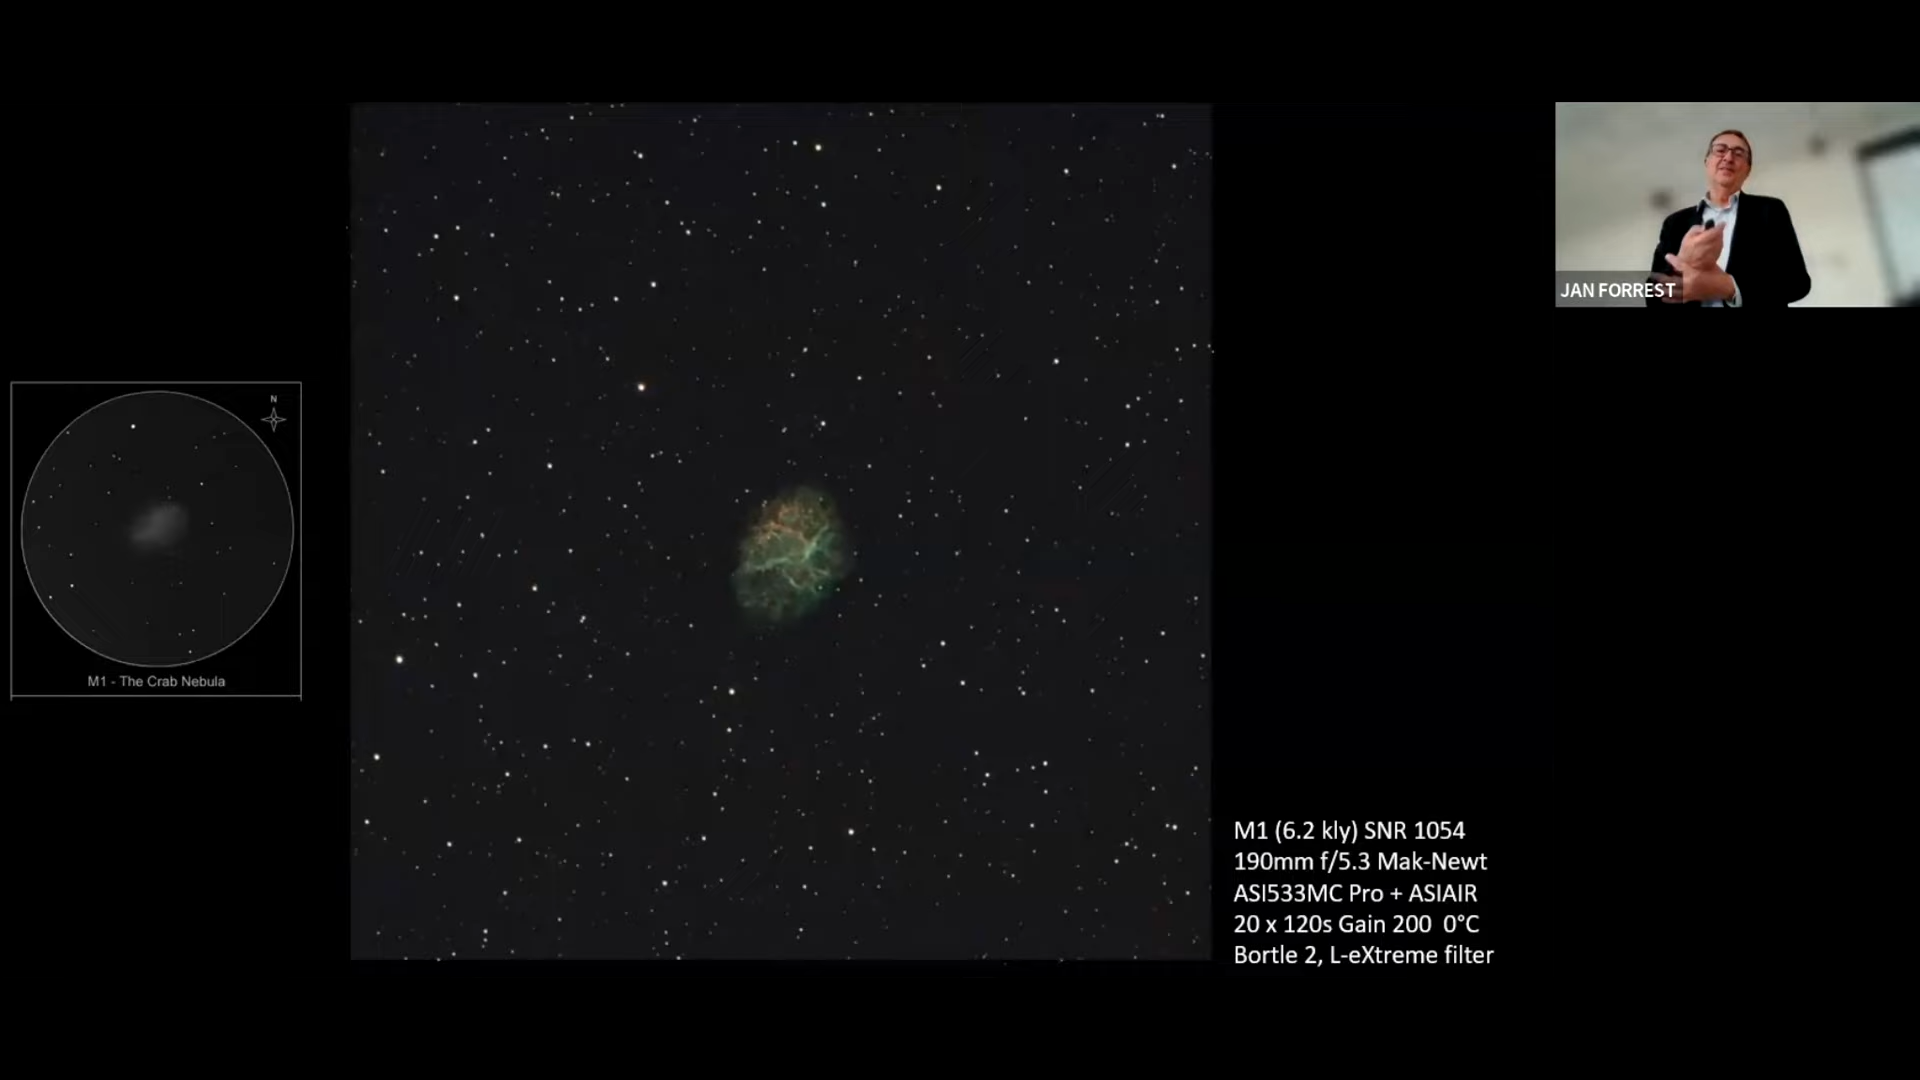 N
M1 - The Crab Nebula
JAN FORREST
M1 (6.2 kly) SNR 1054
190mm f/5.3 Mak-Newt
ASI533MC Pro + ASIAIR
20 x 120s Gain 200  0°C
Bortle 2, L-eXtreme filter